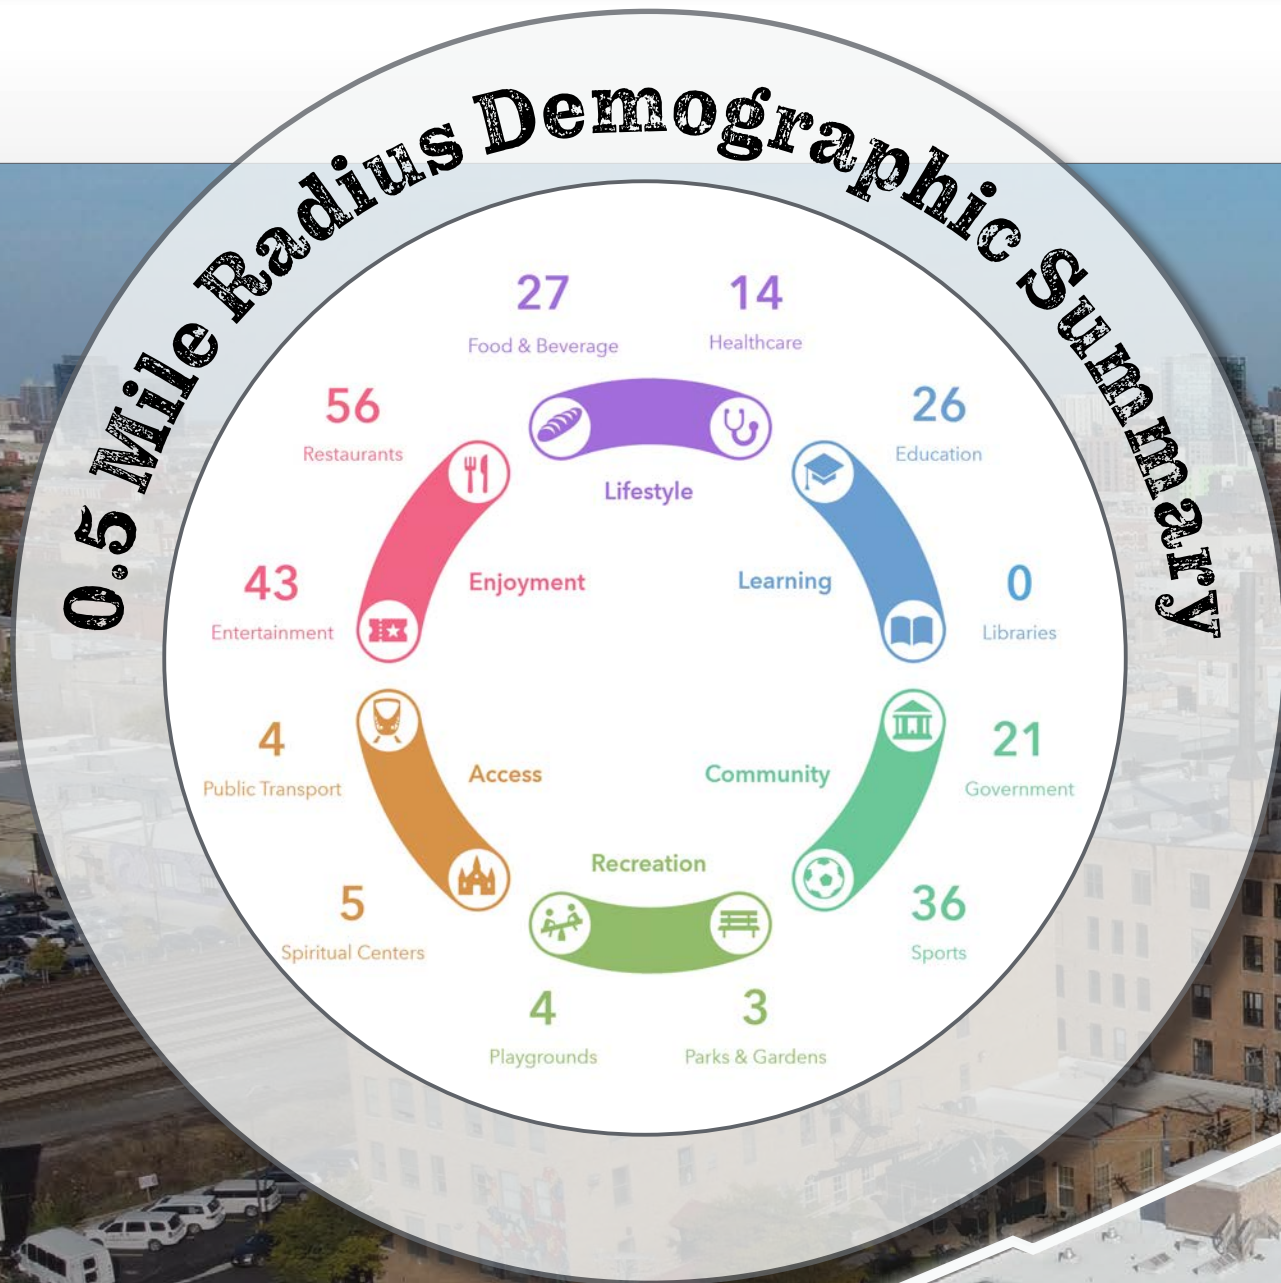 0.5 Mile Radius Demographic Summary
27
Food & Beverage
14
Healthcare
56
Restaurants
26
Education
Lifestyle
43
Entertainment
Enjoyment
Learning
0
Libraries
4
Public Transport
Access
Community
21
Government
Recreation
5
Spiritual Centers
36
Sports
4
Playgrounds
3
Parks & Gardens